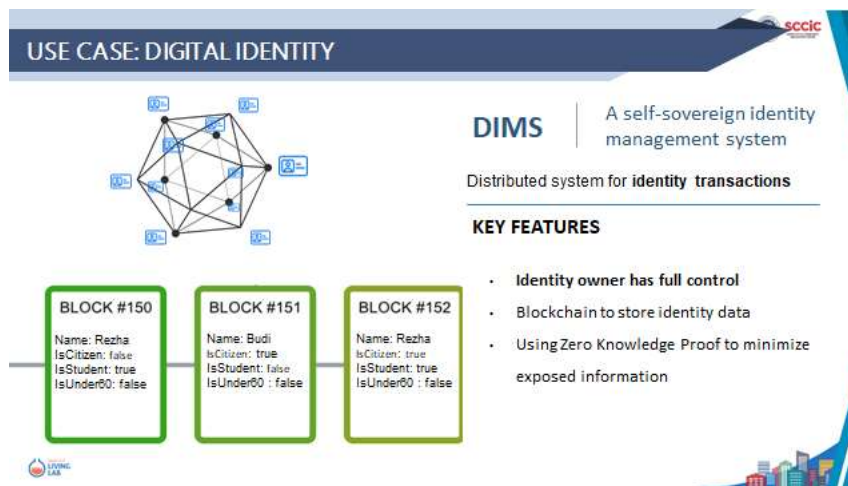 sccic
USE CASE: DIGITAL IDENTITY
DIMS
A self-sovereign identity
management system
Distributed system for identity transactions
KEY FEATURES
· Identity owner has full control
· Blockchain to store identity data
· Using Zero Knowledge Proof to minimize
exposed information
BLOCK #150
Name: Rezha
IsCitizen: false
IsStudent: true
IsUnder60: false
BLOCK #151
Name: Budi
IsCitizen: true
IsStudent: false
IsUnder60 : false
BLOCK #152
Name: Rezha
IsCitizen: true
IsStudent: true
IsUnder60 : false
LIVING
LAB